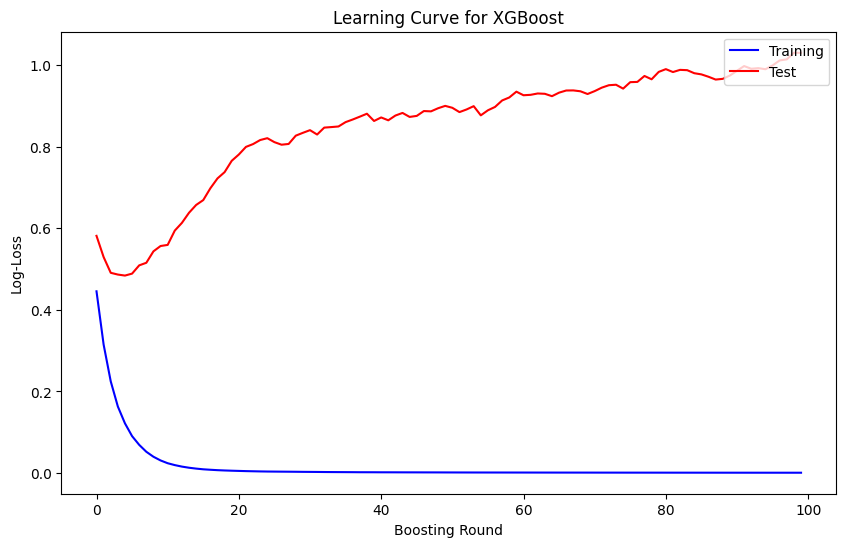 Learning Curve for XGBoost
Training
Test
Log-Loss
1.0
0.8
0.6
0.4
0.2
0.0
0 20 40 60 80 100
Boosting Round